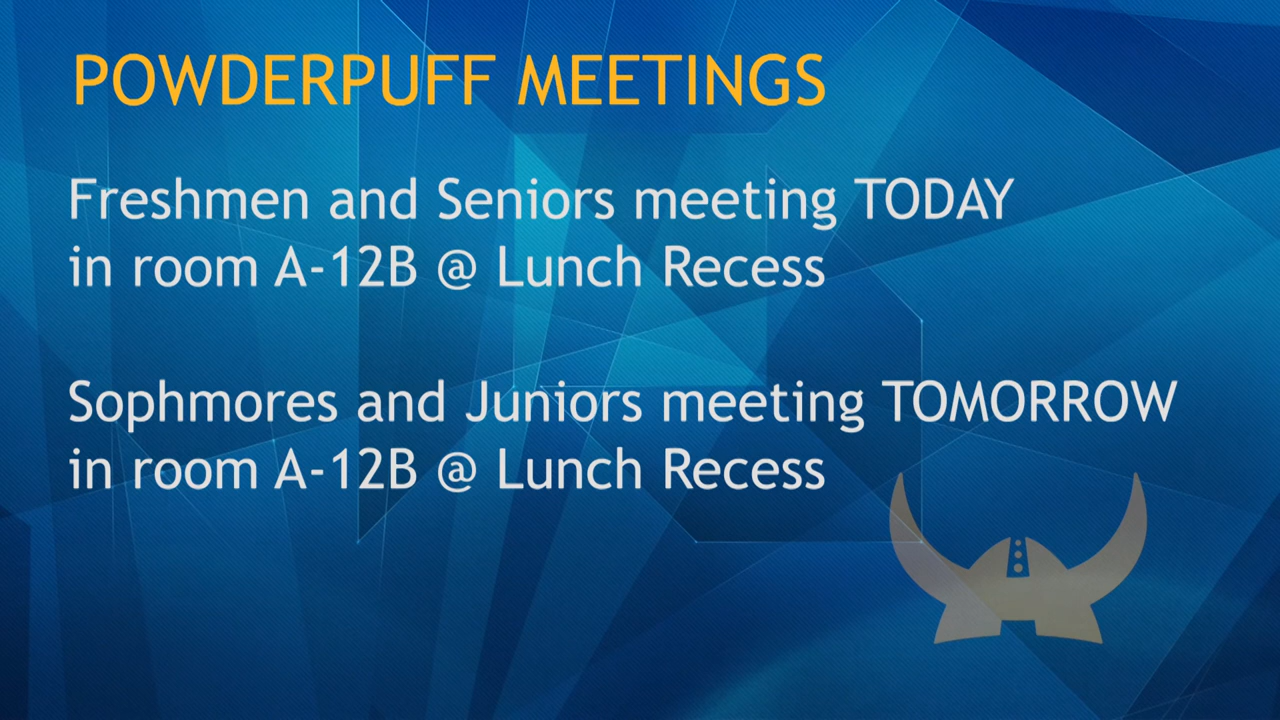 POWDERPUFF MEETINGS
Freshmen and Seniors meeting TODAY
in room A-12B @ Lunch Recess
Sophmores and Juniors meeting TOMORROW
in room A-12B @ Lunch Recess